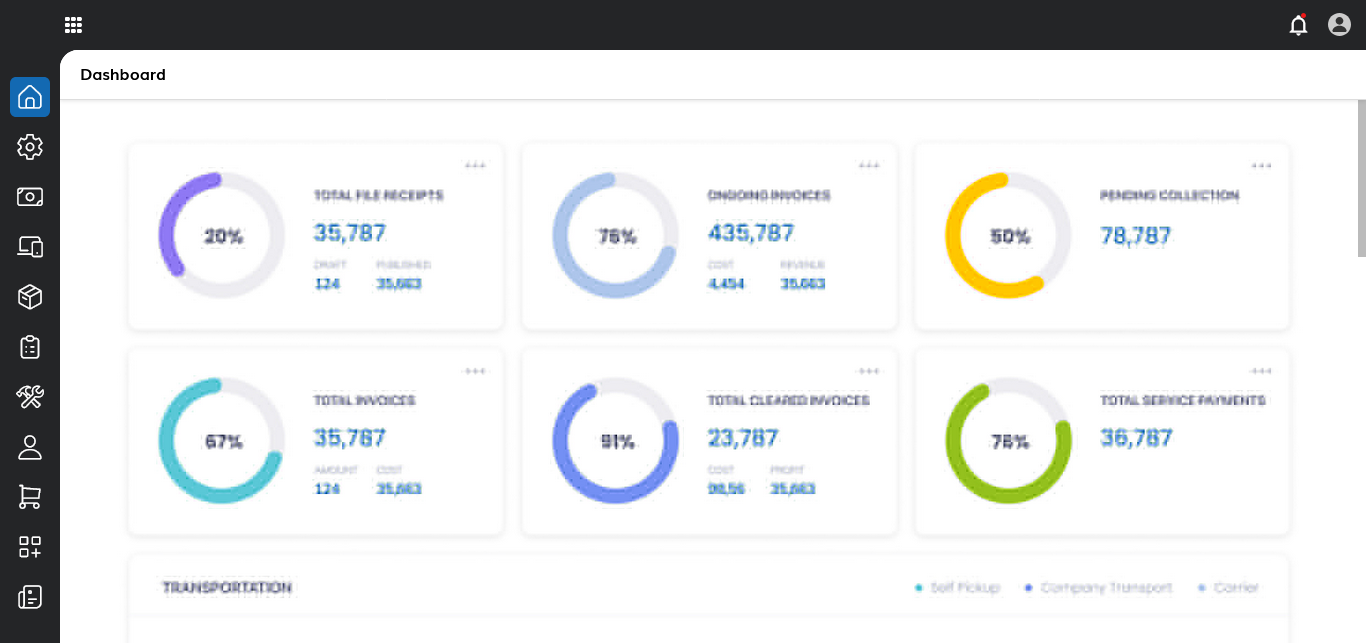 Dashboard
TOTAL FILE RECEIPTS
20%
35,787
DRAFT PUBLISHED
124 35,663
ONGOING INVOICES
76%
435,787
COST REVENUE
4,454 35,663
PENDING COLLECTION
50%
78,787
TOTAL INVOICES
67%
35,787
AMOUNT COST
124 35,663
TOTAL CLEARED INVOICES
91%
23,787
COST PROFIT
98,56 35,663
TOTAL SERVICE PAYMENTS
76%
36,787
TRANSPORTATION
Self Pickup Company Transport Carrier